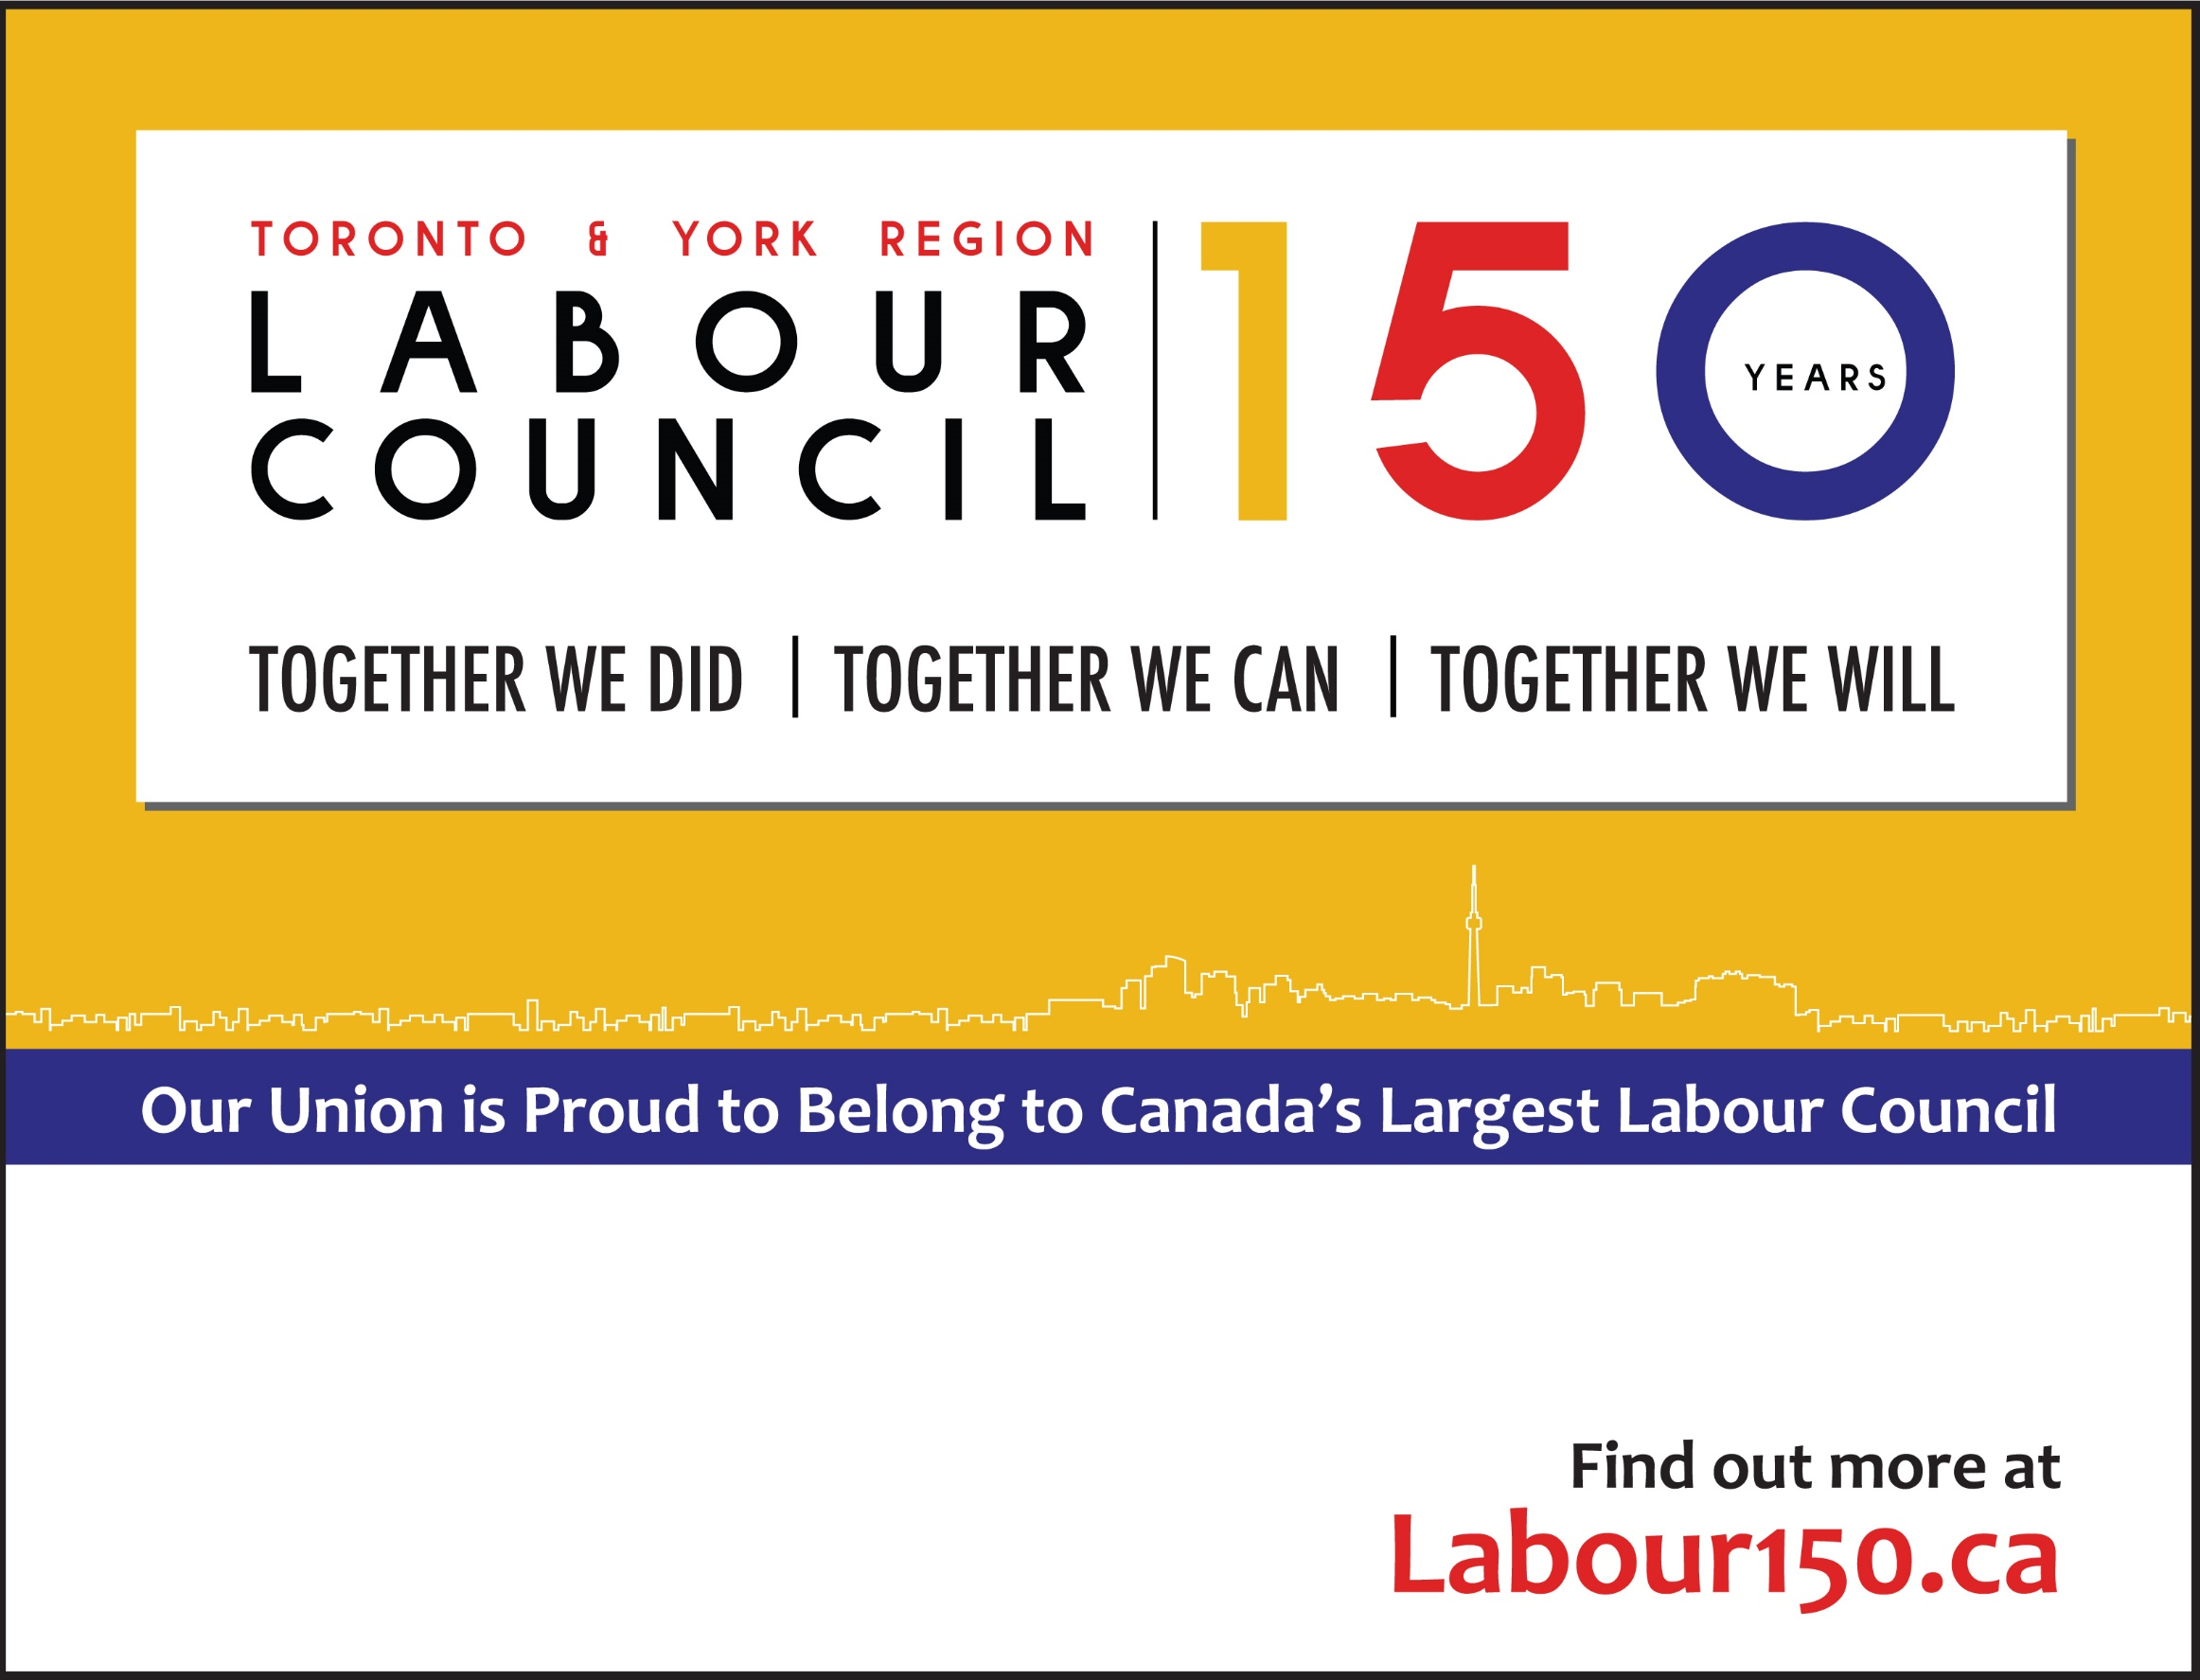 TORONTO & YORK REGION
LABOUR
COUNCIL
150
YEARS
TOGETHER WE DID | TOGETHER WE CAN | TOGETHER WE WILL
Our Union is Proud to Belong to Canada’s Largest Labour Council
Find out more at
Labour150.ca